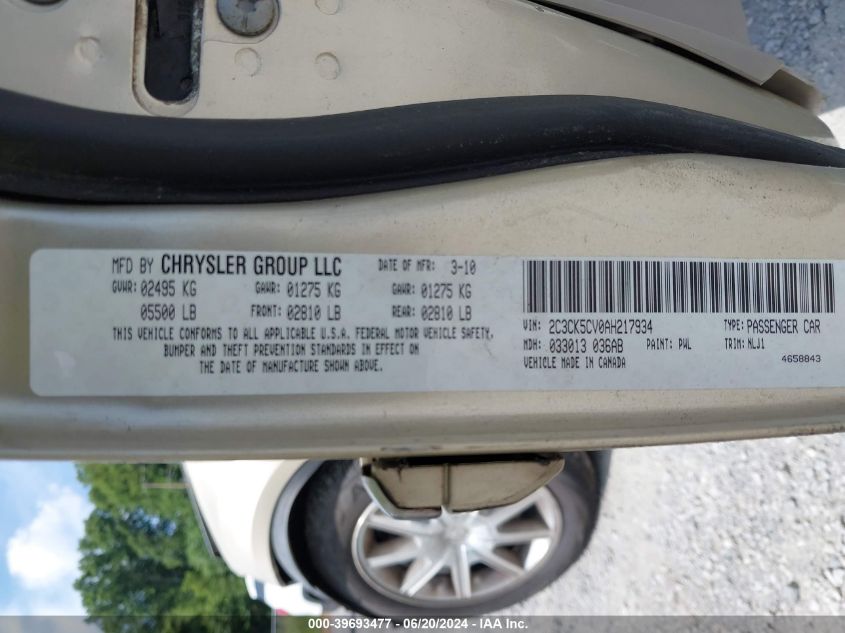 MFD BY CHRYSLER GROUP LLC DATE OF MFR: 3-10
GVWR: 02495 KG GAWR: 01275 KG GAWR: 01275 KG
05500 LB FRONT: 02810 LB REAR: 02810 LB
THIS VEHICLE CONFORMS TO ALL APPLICABLE U.S.A. FEDERAL MOTOR VEHICLE SAFETY,
BUMPER AND THEFT PREVENTION STANDARDS IN EFFECT ON
THE DATE OF MANUFACTURE SHOWN ABOVE.
VIN: 2C3CK5CV0AH217934 TYPE: PASSENGER CAR
MDH: 033013 036AB PAINT: PWL TRIM: NLJ1
VEHICLE MADE IN CANADA 4658843
000-39693477 - 06/20/2024 - IAA, Inc.